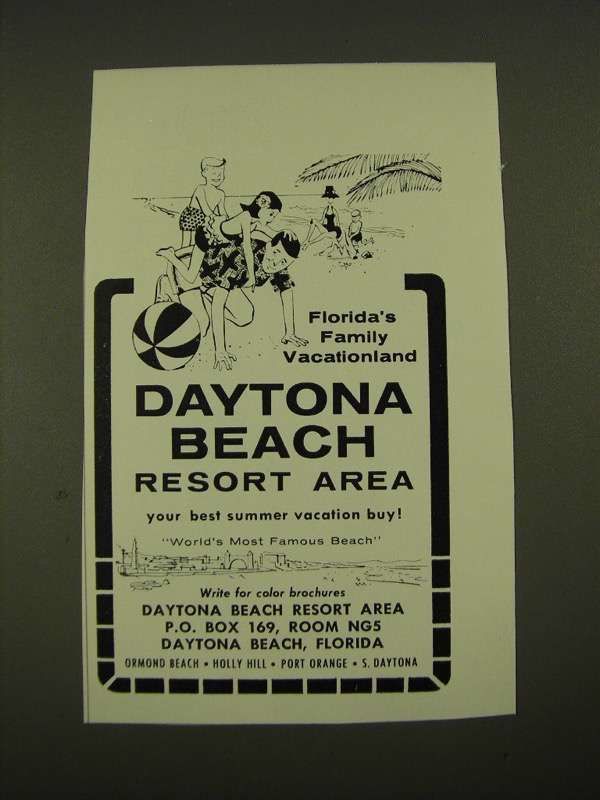 Florida's
Family
Vacationland
DAYTONA
BEACH
RESORT AREA
your best summer vacation buy!
"World's Most Famous Beach"
Write for color brochures
DAYTONA BEACH RESORT AREA
P.O. BOX 169, ROOM NG5
DAYTONA BEACH, FLORIDA
ORMOND BEACH • HOLLY HILL • PORT ORANGE • S. DAYTONA